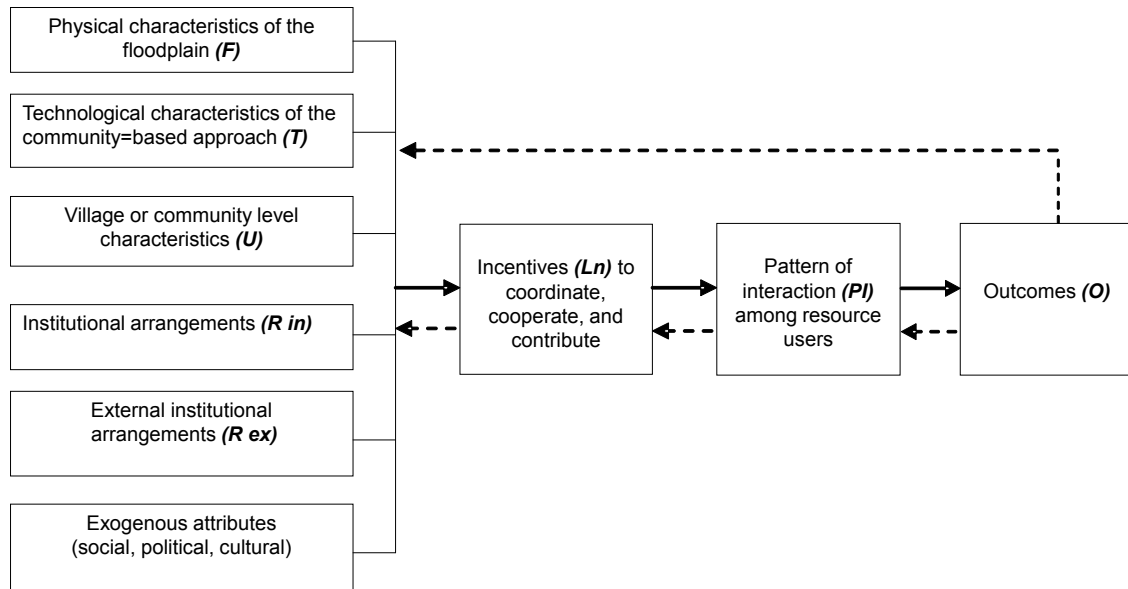 Physical characteristics of the
floodplain (F)
Technological characteristics of the
community=based approach (T)
Village or community level
characteristics (U)
Institutional arrangements (R in)
External institutional
arrangements (R ex)
Exogenous attributes
(social, political, cultural)
Incentives (Ln) to
coordinate,
cooperate, and
contribute
Pattern of
interaction (PI)
among resource
users
Outcomes (O)